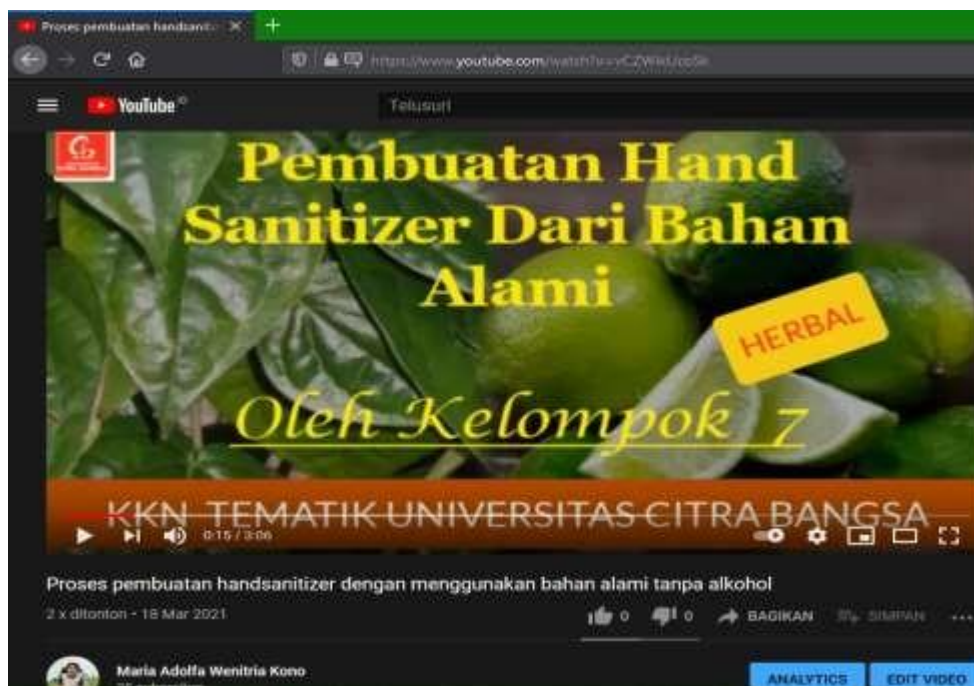 Proses pembuatan handsanit
youtube.com
YouTube ID
Telusuri
Pembuatan Hand
Sanitizer Dari Bahan
Alami
HERBAL
Oleh Kelompok 7
KKN TEMATIK UNIVERSITAS CITRA BANGSA
0:15 / 3:06
Proses pembuatan handsanitizer dengan menggunakan bahan alami tanpa alkohol
2 x ditonton • 18 Mar 2021
0 0 BAGIKAN SIMPAN
Maria Adolfa Wenitria Kono
ANALYTICS EDIT VIDEO